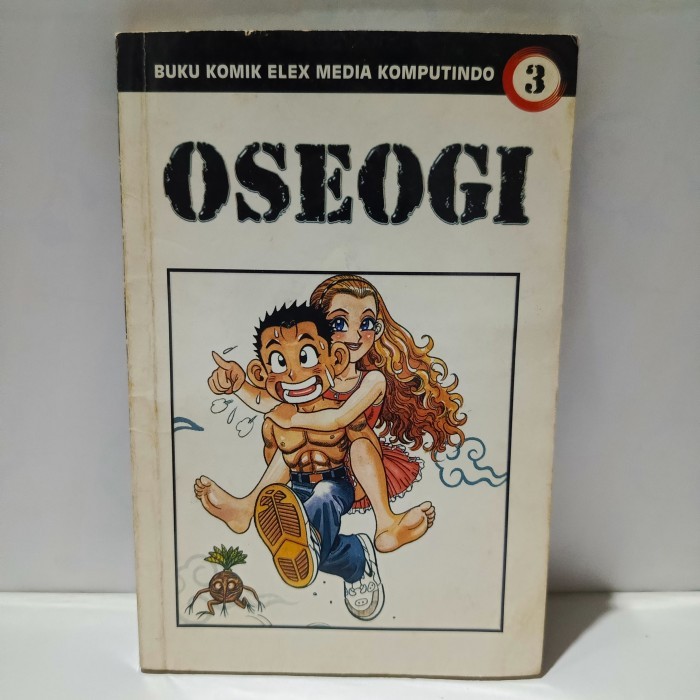 BUKU KOMIK ELEX MEDIA KOMPUTINDO 3
OSEOGI